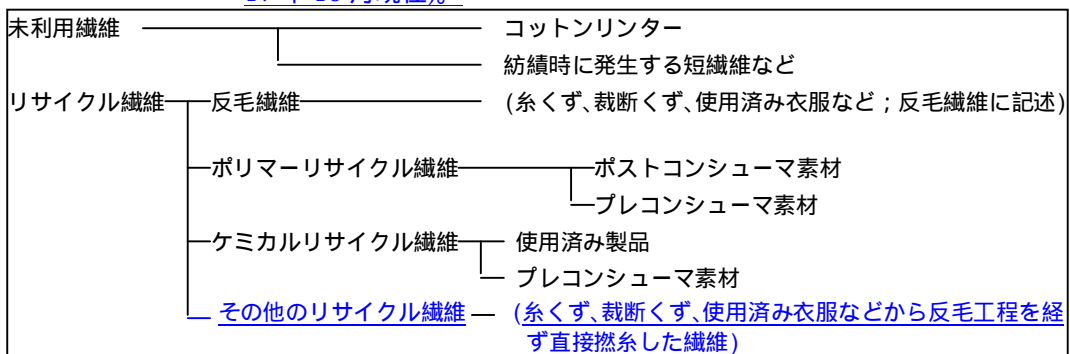 未利用繊維 コットンリンター
紡績時に発生する短繊維など
リサイクル繊維 反毛繊維 (糸くず、裁断くず、使用済み衣服など；反毛繊維に記述)
ポリマーリサイクル繊維 ポストコンシューマ素材
プレコンシューマ素材
ケミカルリサイクル繊維 使用済み製品
プレコンシューマ素材
その他のリサイクル繊維 (糸くず、裁断くず、使用済み衣服などから反毛工程を経
ず直接撚糸した繊維)